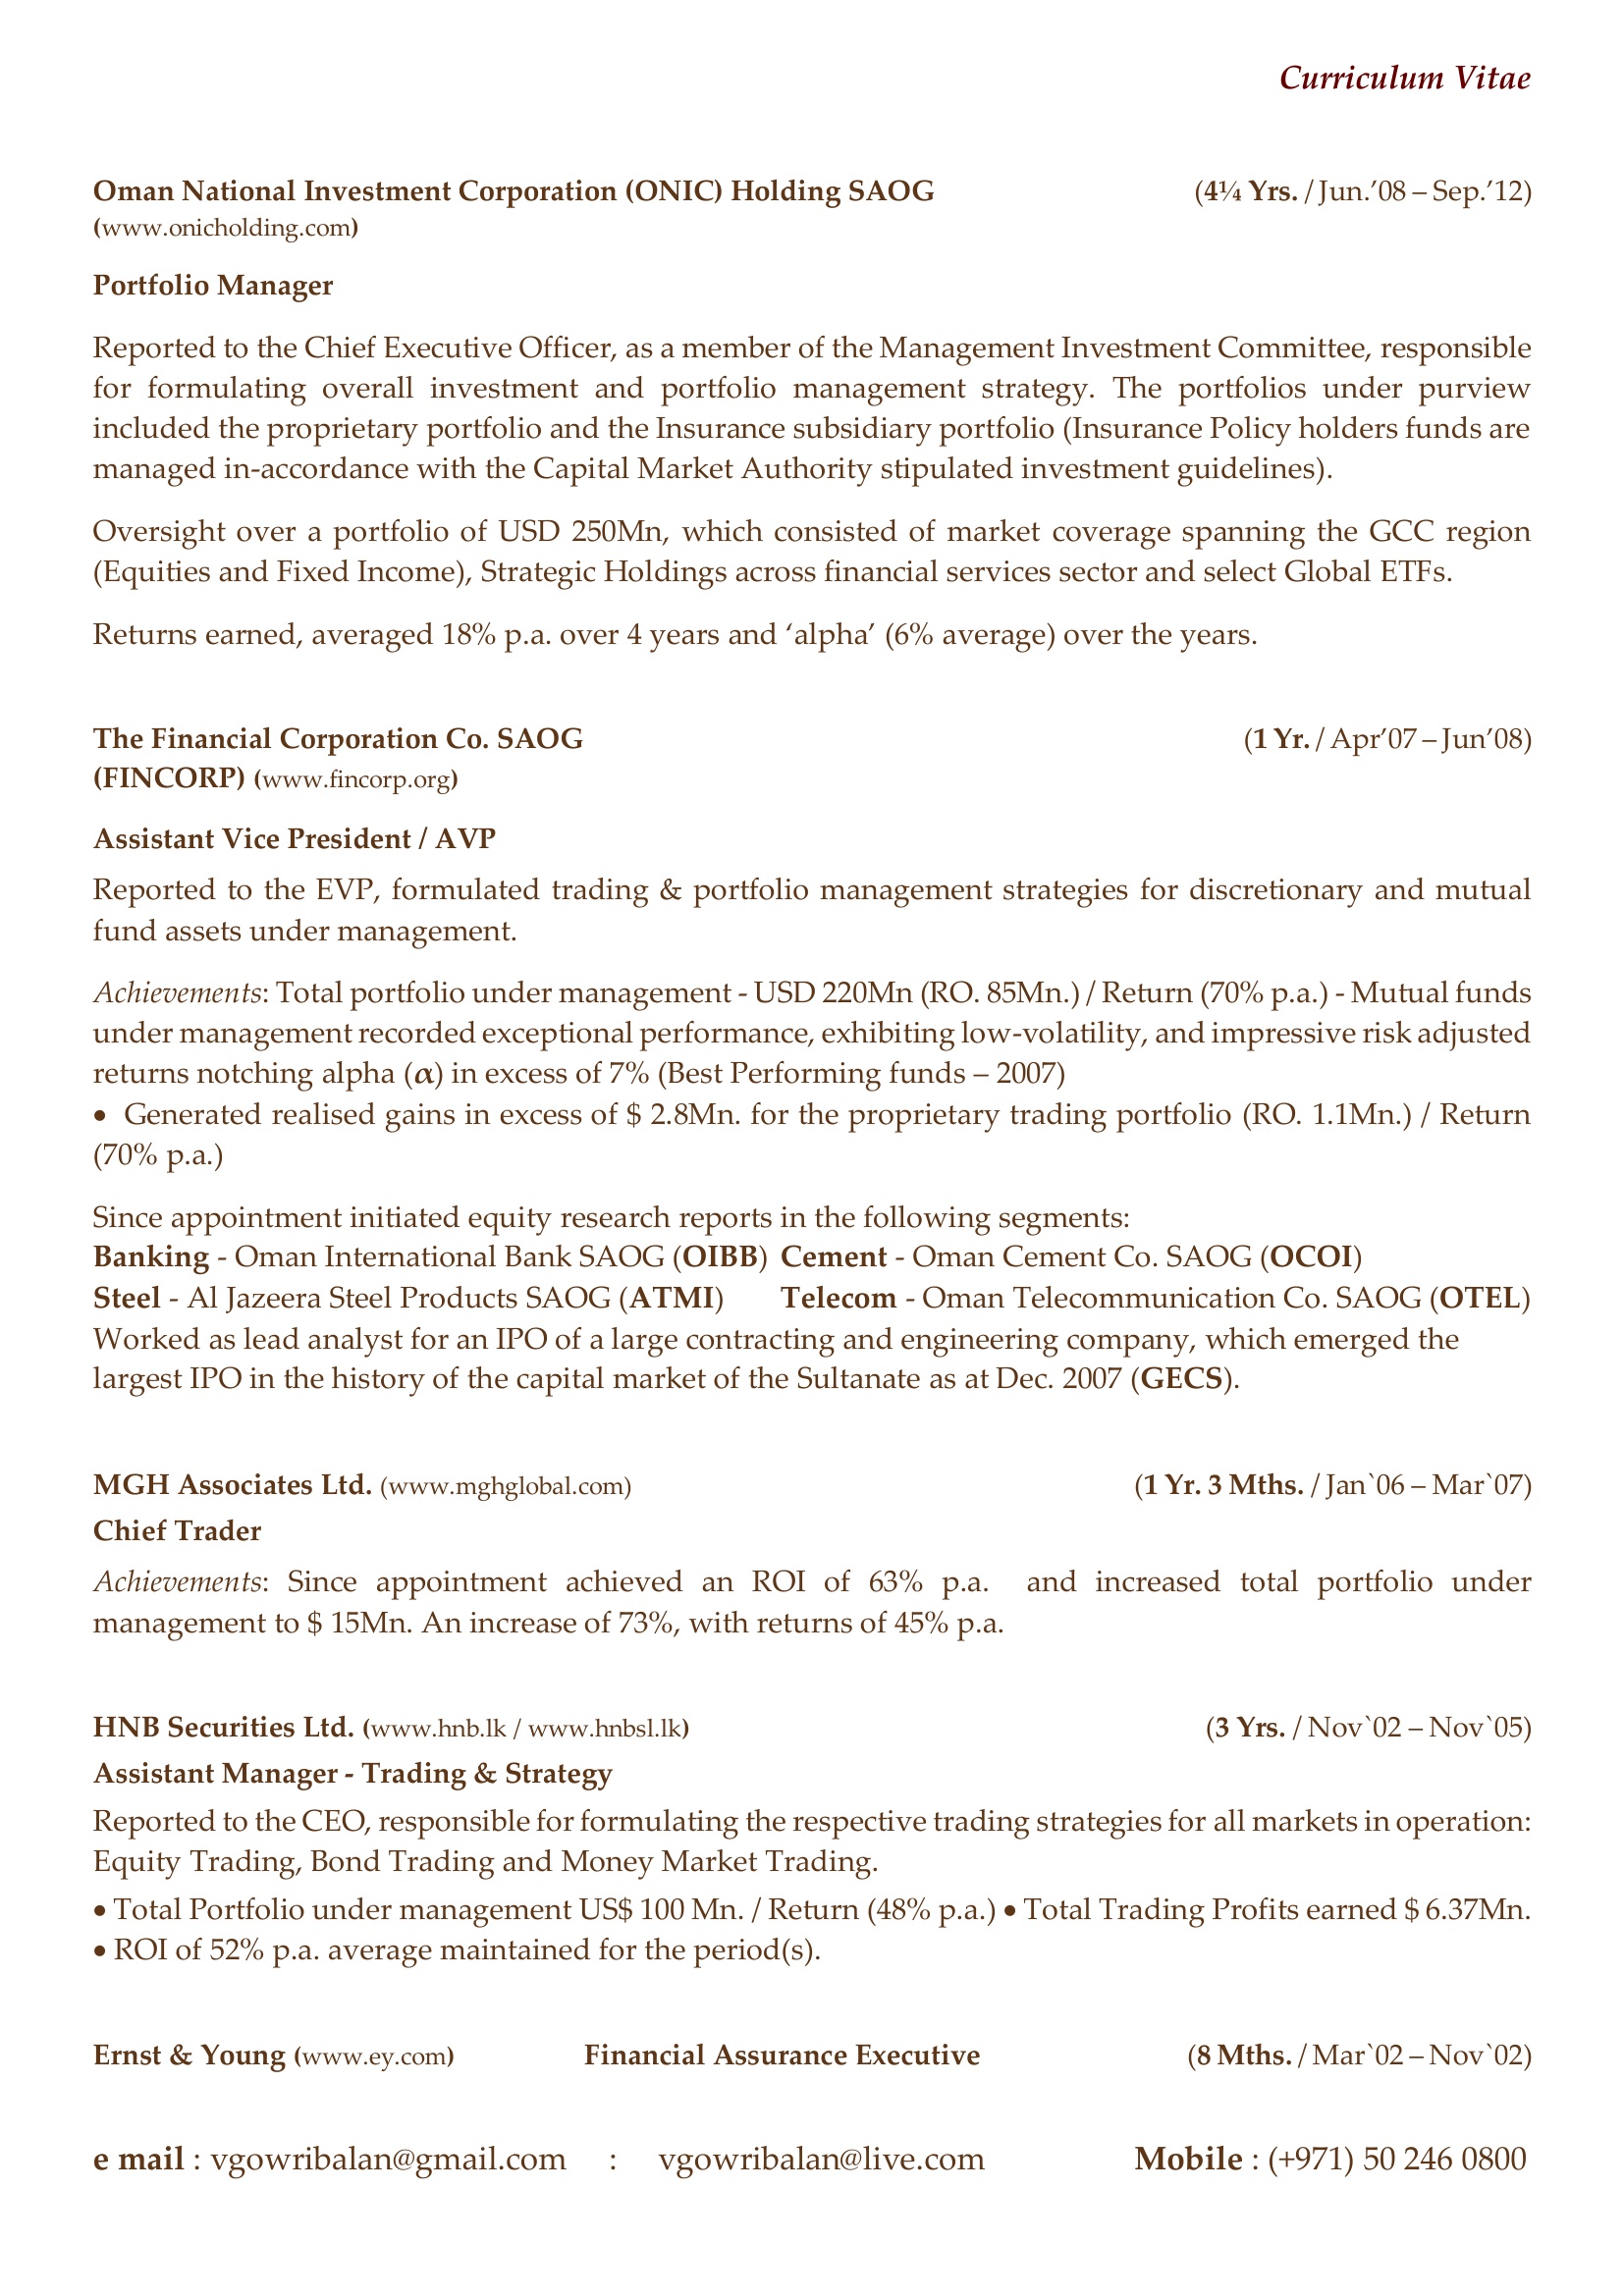 Curriculum Vitae
Oman National Investment Corporation (ONIC) Holding SAOG (4¼ Yrs. / Jun.’08 – Sep.’12)
(www.onicholding.com)
Portfolio Manager
Reported to the Chief Executive Officer, as a member of the Management Investment Committee, responsible
for formulating overall investment and portfolio management strategy. The portfolios under purview
included the proprietary portfolio and the Insurance subsidiary portfolio (Insurance Policy holders funds are
managed in-accordance with the Capital Market Authority stipulated investment guidelines).
Oversight over a portfolio of USD 250Mn, which consisted of market coverage spanning the GCC region
(Equities and Fixed Income), Strategic Holdings across financial services sector and select Global ETFs.
Returns earned, averaged 18% p.a. over 4 years and ‘alpha’ (6% average) over the years.
The Financial Corporation Co. SAOG (1 Yr. / Apr’07 – Jun’08)
(FINCORP) (www.fincorp.org)
Assistant Vice President / AVP
Reported to the EVP, formulated trading & portfolio management strategies for discretionary and mutual
fund assets under management.
Achievements: Total portfolio under management - USD 220Mn (RO. 85Mn.) / Return (70% p.a.) - Mutual funds
under management recorded exceptional performance, exhibiting low-volatility, and impressive risk adjusted
returns notching alpha (α) in excess of 7% (Best Performing funds – 2007)
• Generated realised gains in excess of $ 2.8Mn. for the proprietary trading portfolio (RO. 1.1Mn.) / Return
(70% p.a.)
Since appointment initiated equity research reports in the following segments:
Banking - Oman International Bank SAOG (OIBB) Cement - Oman Cement Co. SAOG (OCOI)
Steel - Al Jazeera Steel Products SAOG (ATMI) Telecom - Oman Telecommunication Co. SAOG (OTEL)
Worked as lead analyst for an IPO of a large contracting and engineering company, which emerged the
largest IPO in the history of the capital market of the Sultanate as at Dec. 2007 (GECS).
MGH Associates Ltd. (www.mghglobal.com) (1 Yr. 3 Mths. / Jan`06 – Mar`07)
Chief Trader
Achievements: Since appointment achieved an ROI of 63% p.a. and increased total portfolio under
management to $ 15Mn. An increase of 73%, with returns of 45% p.a.
HNB Securities Ltd. (www.hnb.lk / www.hnbsl.lk) (3 Yrs. / Nov`02 – Nov`05)
Assistant Manager - Trading & Strategy
Reported to the CEO, responsible for formulating the respective trading strategies for all markets in operation:
Equity Trading, Bond Trading and Money Market Trading.
• Total Portfolio under management US$ 100 Mn. / Return (48% p.a.) • Total Trading Profits earned $ 6.37Mn.
• ROI of 52% p.a. average maintained for the period(s).
Ernst & Young (www.ey.com) Financial Assurance Executive (8 Mths. / Mar`02 – Nov`02)
e mail : vgowribalan@gmail.com : vgowribalan@live.com Mobile : (+971) 50 246 0800